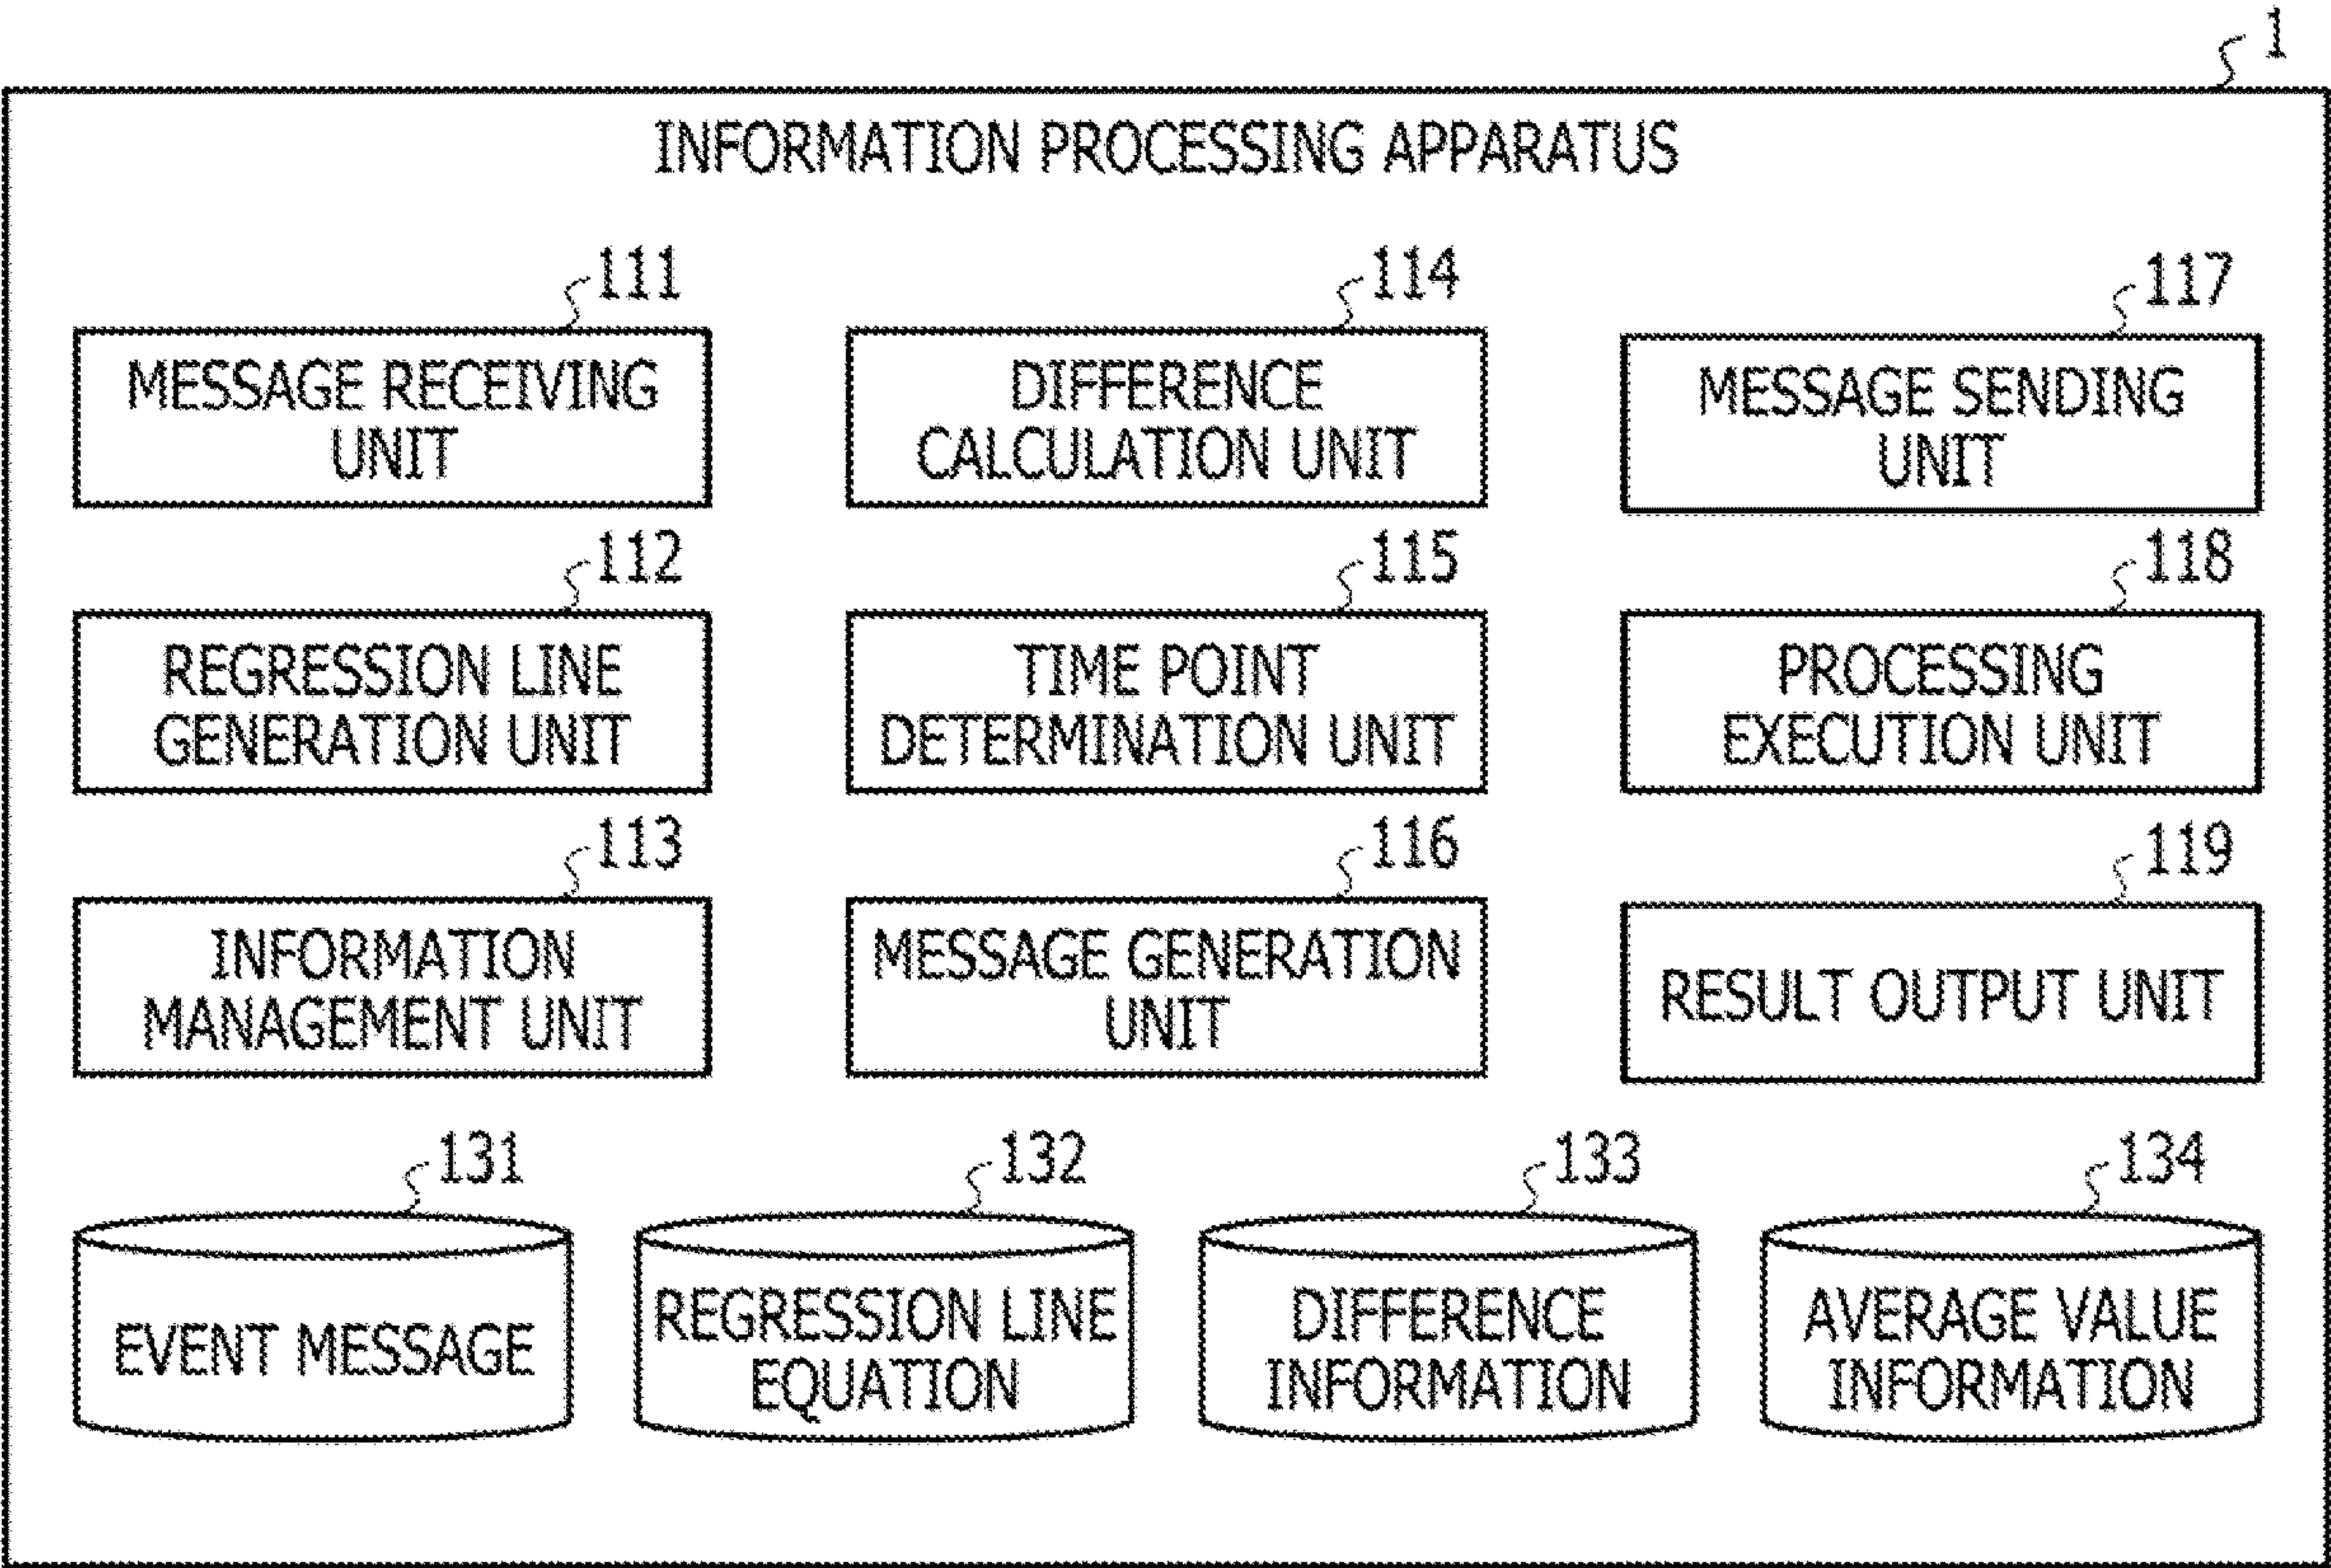 1
INFORMATION PROCESSING APPARATUS
111
MESSAGE RECEIVING
UNIT
114
DIFFERENCE
CALCULATION UNIT
117
MESSAGE SENDING
UNIT
112
REGRESSION LINE
GENERATION UNIT
115
TIME POINT
DETERMINATION UNIT
118
PROCESSING
EXECUTION UNIT
113
INFORMATION
MANAGEMENT UNIT
116
MESSAGE GENERATION
UNIT
119
RESULT OUTPUT UNIT
131
EVENT MESSAGE
132
REGRESSION LINE
EQUATION
133
DIFFERENCE
INFORMATION
134
AVERAGE VALUE
INFORMATION